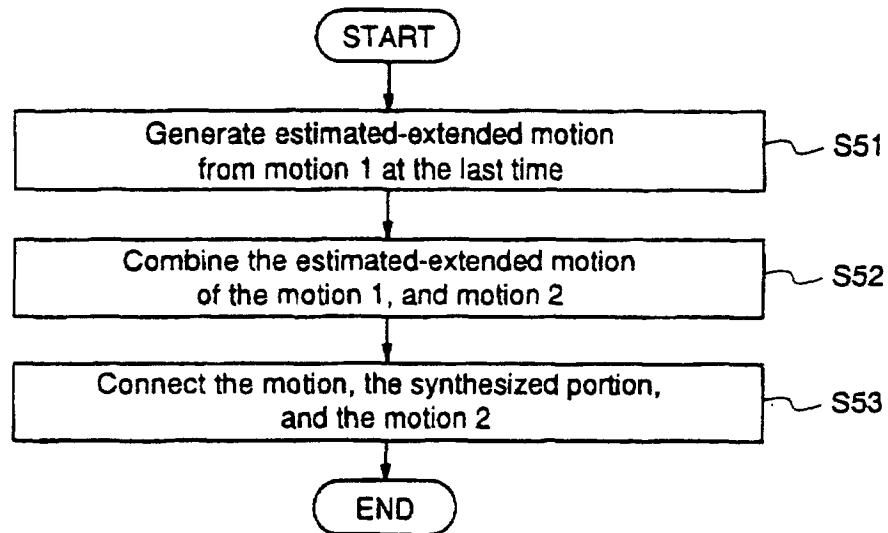 START
Generate estimated-extended motion
from motion 1 at the last time
S51
Combine the estimated-extended motion
of the motion 1, and motion 2
S52
Connect the motion, the synthesized portion,
and the motion 2
S53
END